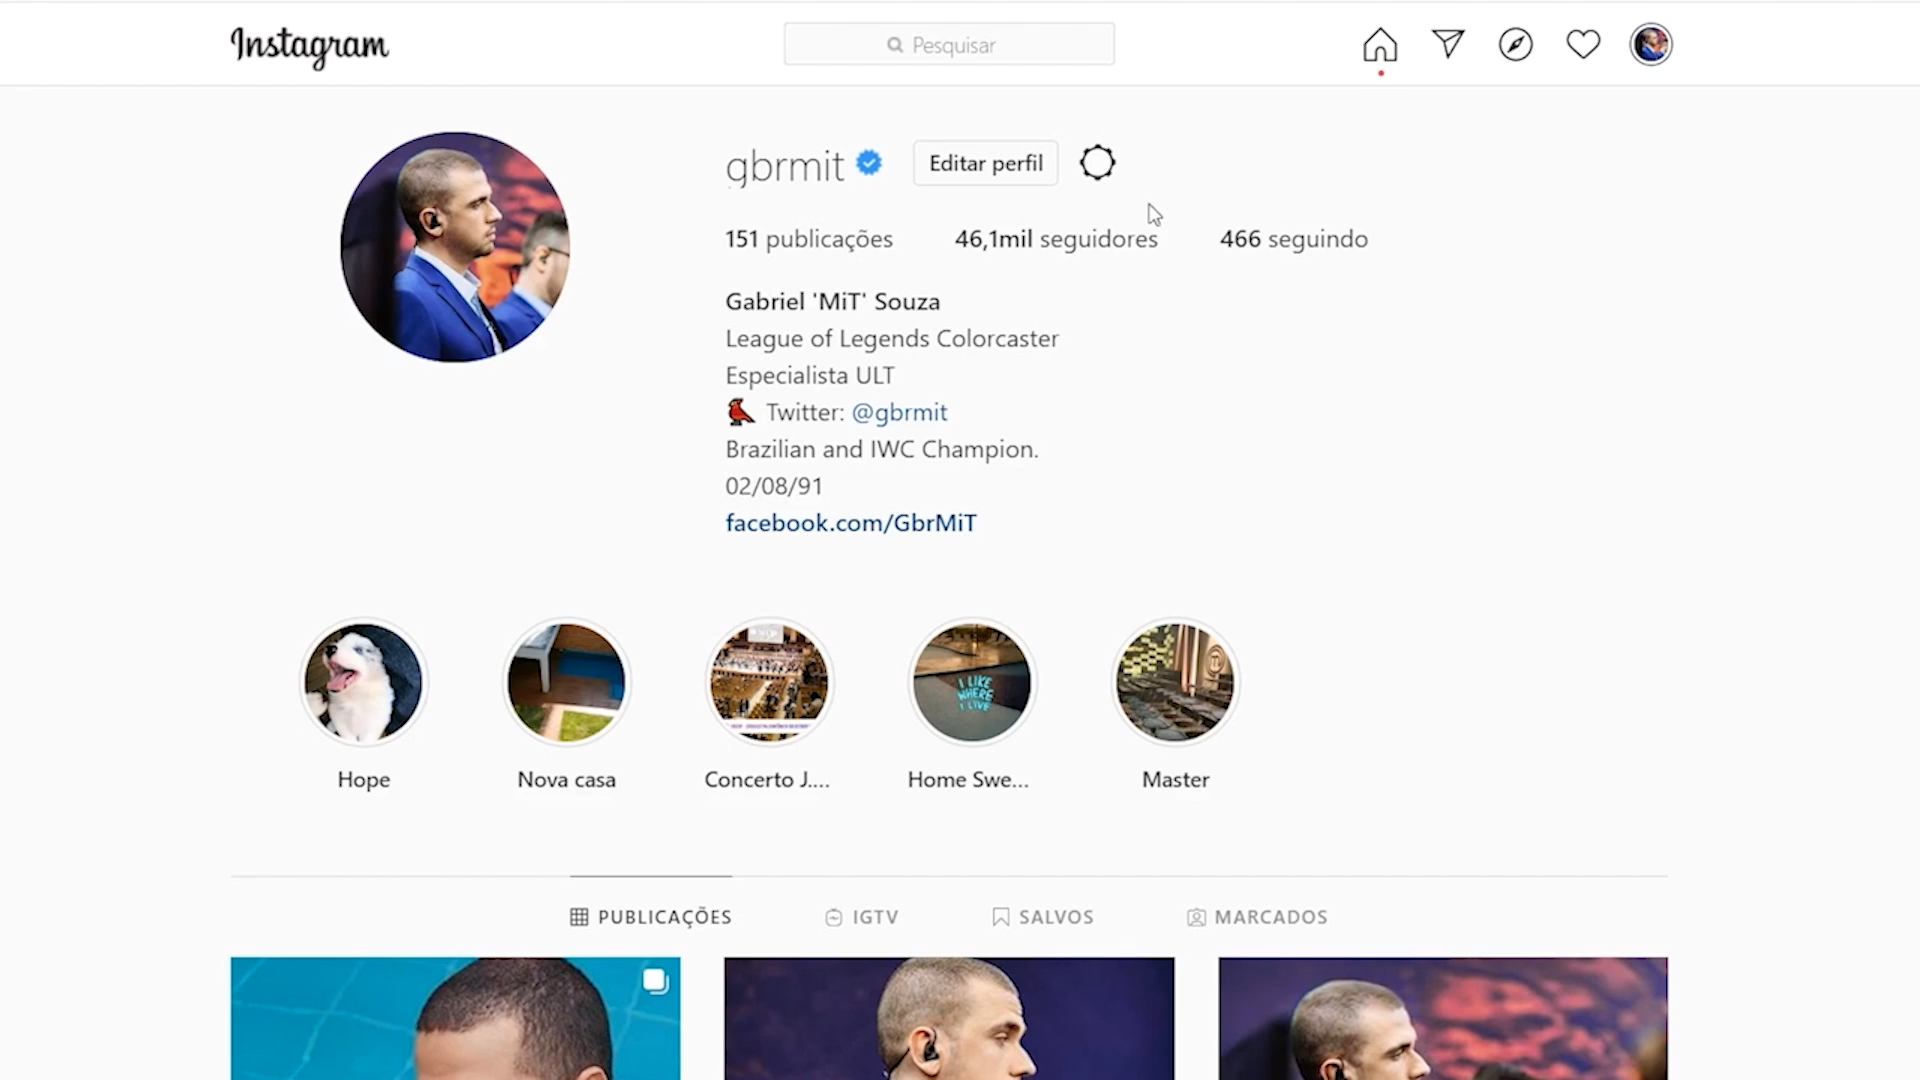 Instagram
Pesquisar
gbrmit
Editar perfil
151 publicações 46,1mil seguidores 466 seguindo
Gabriel 'MiT' Souza
League of Legends Colorcaster
Especialista ULT
Twitter: @gbrmit
Brazilian and IWC Champion.
02/08/91
facebook.com/GbrMiT
I LIKE
WHERE
I LIVE
Hope Nova casa Concerto J.... Home Swe... Master
PUBLICAÇÕES IGTV SALVOS MARCADOS